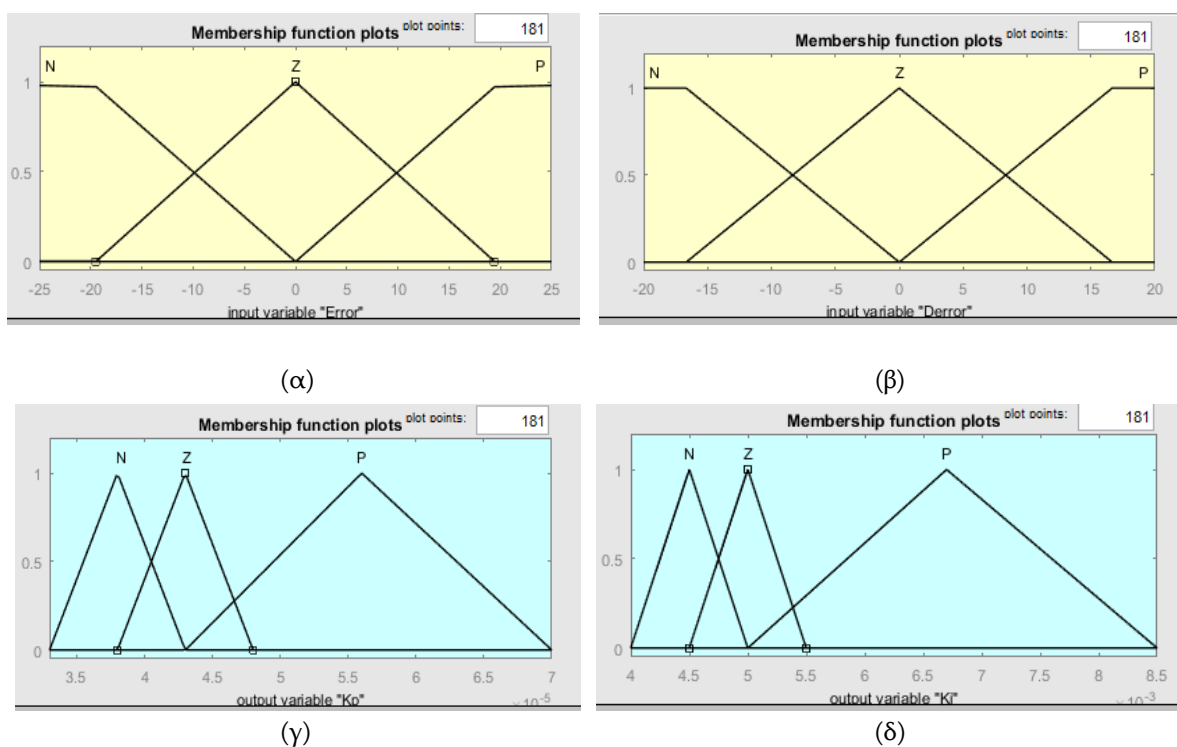 Membership function plots plot points: 181
N Z P
1
0.5
0
-25 -20 -15 -10 -5 0 5 10 15 20 25
input variable "Error"
(α)
Membership function plots plot points: 181
N Z P
1
0.5
0
-20 -15 -10 -5 0 5 10 15 20
input variable "Derror"
(β)
Membership function plots plot points: 181
N Z P
1
0.5
0
3.5 4 4.5 5 5.5 6 6.5 7
output variable "Kp"
×10-5
(γ)
Membership function plots plot points: 181
N Z P
1
0.5
0
4 4.5 5 5.5 6 6.5 7 7.5 8 8.5
output variable "Ki"
×10-3
(δ)